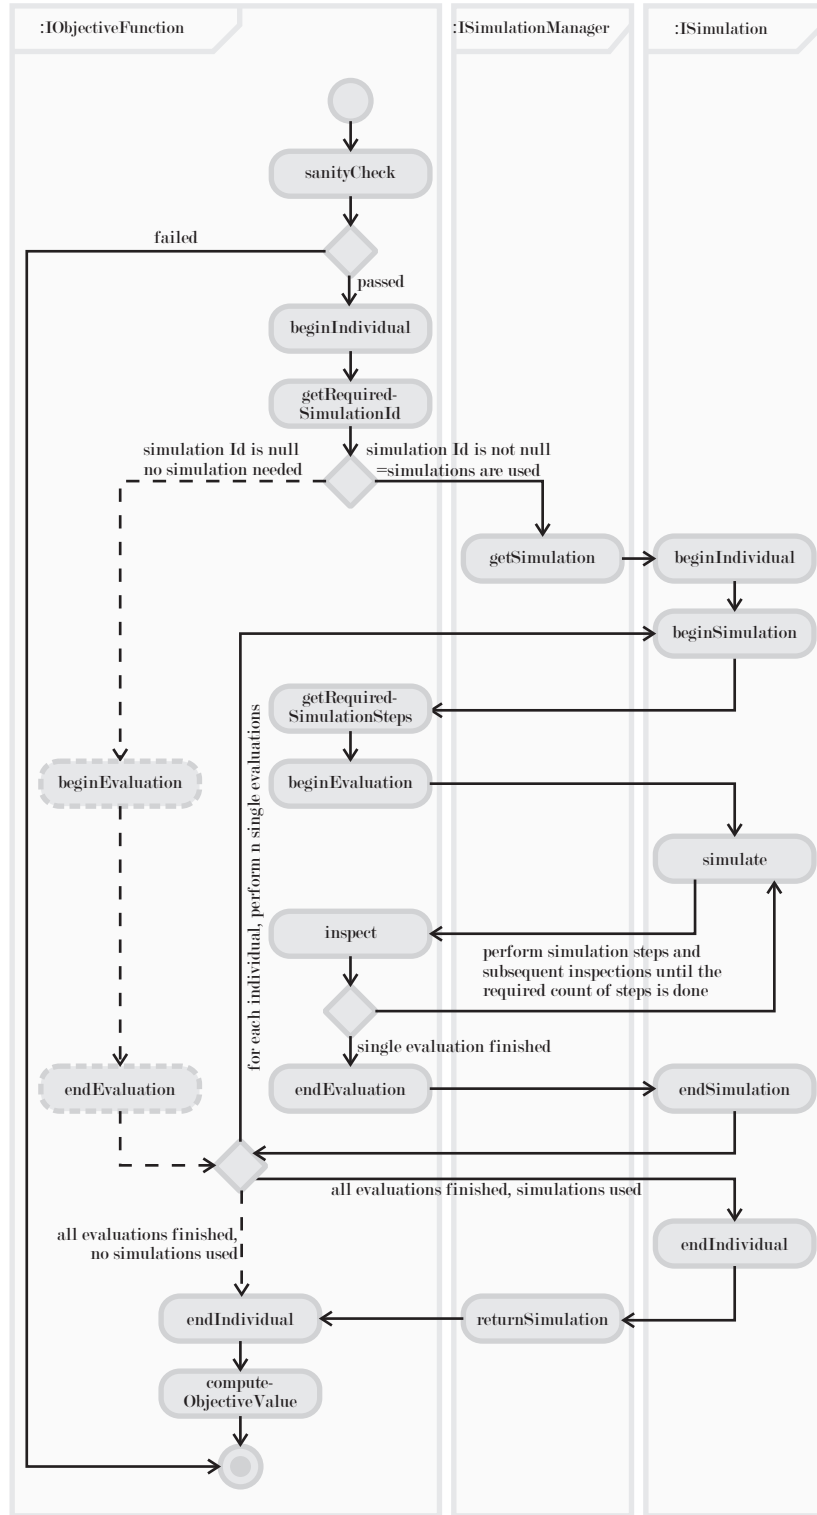 :IObjectiveFunction
:ISimulationManager
:ISimulation
sanityCheck
failed
passed
beginIndividual
getRequired-
SimulationId
simulation Id is null
no simulation needed
simulation Id is not null
=simulations are used
getSimulation
beginIndividual
beginSimulation
getRequired-
SimulationSteps
for each individual, perform n single evaluations
beginEvaluation
beginEvaluation
simulate
inspect
perform simulation steps and
subsequent inspections until the
required count of steps is done
single evaluation finished
endEvaluation
endEvaluation
endSimulation
all evaluations finished, simulations used
all evaluations finished,
no simulations used
endIndividual
endIndividual
returnSimulation
compute-
ObjectiveValue